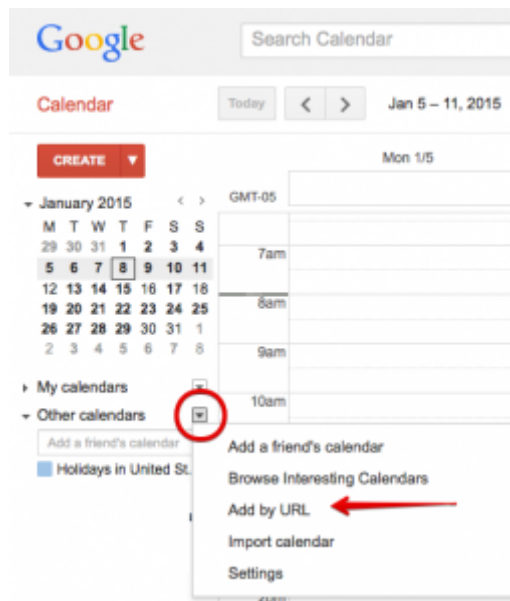 Google
Search Calendar
Calendar
Today
Jan 5 – 11, 2015
CREATE
Mon 1/5
January 2015
GMT-05
M T W T F S S
29 30 31 1 2 3 4
5 6 7 8 9 10 11
12 13 14 15 16 17 18
19 20 21 22 23 24 25
26 27 28 29 30 31 1
2 3 4 5 6 7 8
7am
8am
9am
10am
My calendars
Other calendars
Add a friend's calendar
Holidays in United St.
Add a friend's calendar
Browse Interesting Calendars
Add by URL
Import calendar
Settings